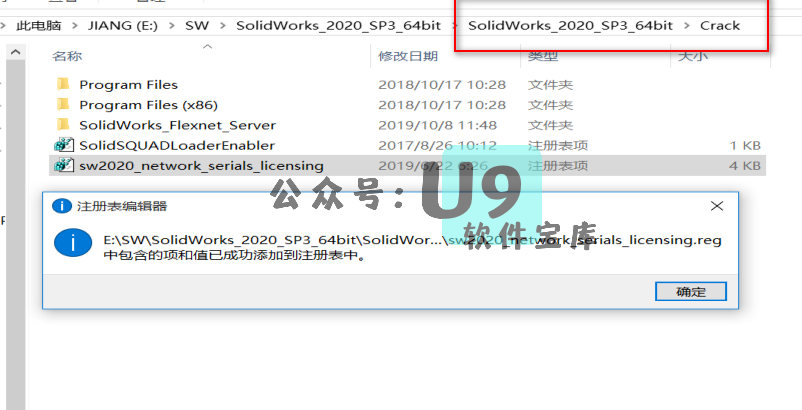 此电脑 > JIANG (E:) > SW > SolidWorks_2020_SP3_64bit > SolidWorks_2020_SP3_64bit > Crack
名称 修改日期 类型 大小
Program Files 2018/10/17 10:28 文件夹
Program Files (x86) 2018/10/17 10:28 文件夹
SolidWorks_Flexnet_Server 2019/10/8 11:48 文件夹
SolidSQUADLoaderEnabler 2017/8/26 10:12 注册表项 1 KB
sw2020_network_serials_licensing 2019/6/22 6:26 注册表项 4 KB
公众号：U9
软件宝库
注册表编辑器
E:\SW\SolidWorks_2020_SP3_64bit\SolidWor...\sw2020_network_serials_licensing.reg
中包含的项和值已成功添加到注册表中。
确定